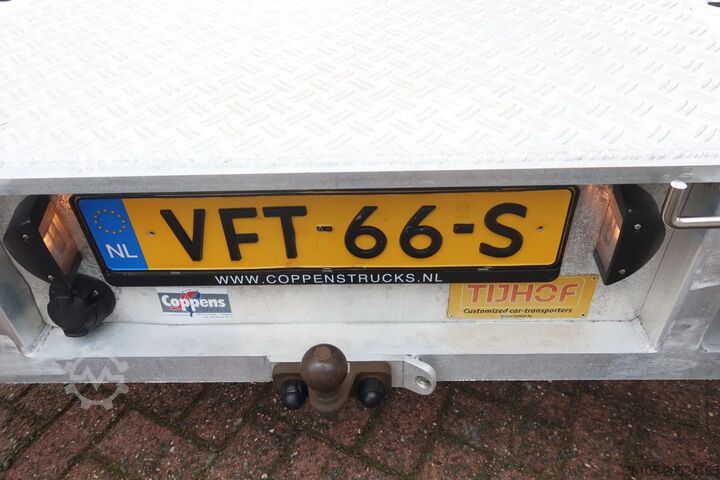 NL
VFT-66-S
WWW.COPPENSTRUCKS.NL
Coppens
TIJHOF
Customized car-transporters